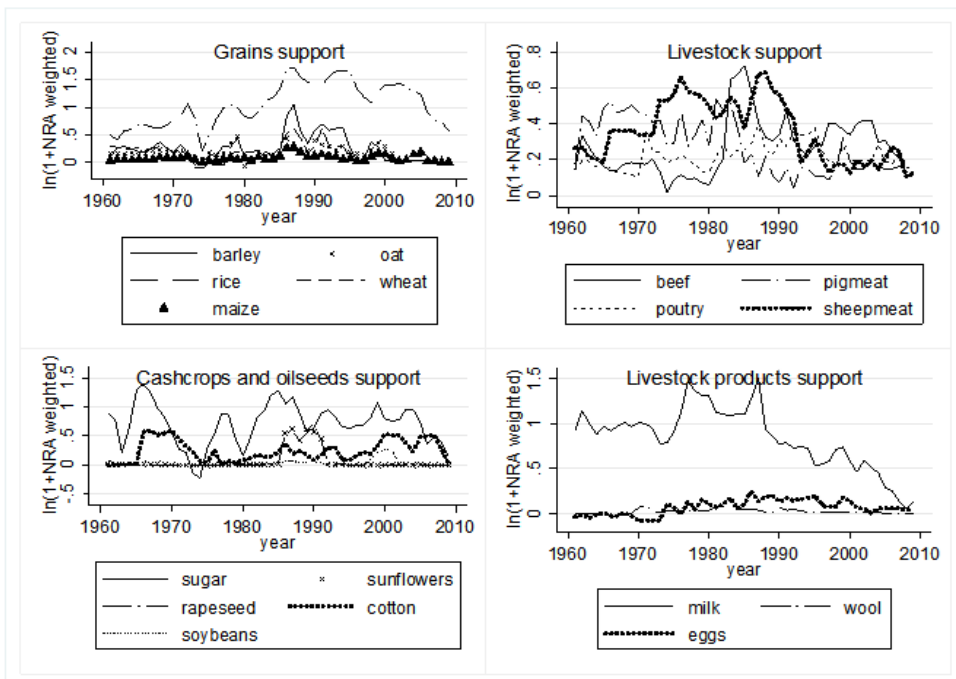 Grains support
ln(1+NRA weighted)
0 .5 1 1.5 2
1960 1970 1980 1990 2000 2010
year
barley oat
rice wheat
maize
Livestock support
ln(1+NRA weighted)
0 .2 .4 .6 .8
1960 1970 1980 1990 2000 2010
year
beef pigmeat
poutry sheepmeat
Cashcrops and oilseeds support
ln(1+NRA weighted)
-.5 0 .5 1 1.5
1960 1970 1980 1990 2000 2010
year
sugar sunflowers
rapeseed cotton
soybeans
Livestock products support
ln(1+NRA weighted)
0 .5 1 1.5
1960 1970 1980 1990 2000 2010
year
milk wool
eggs